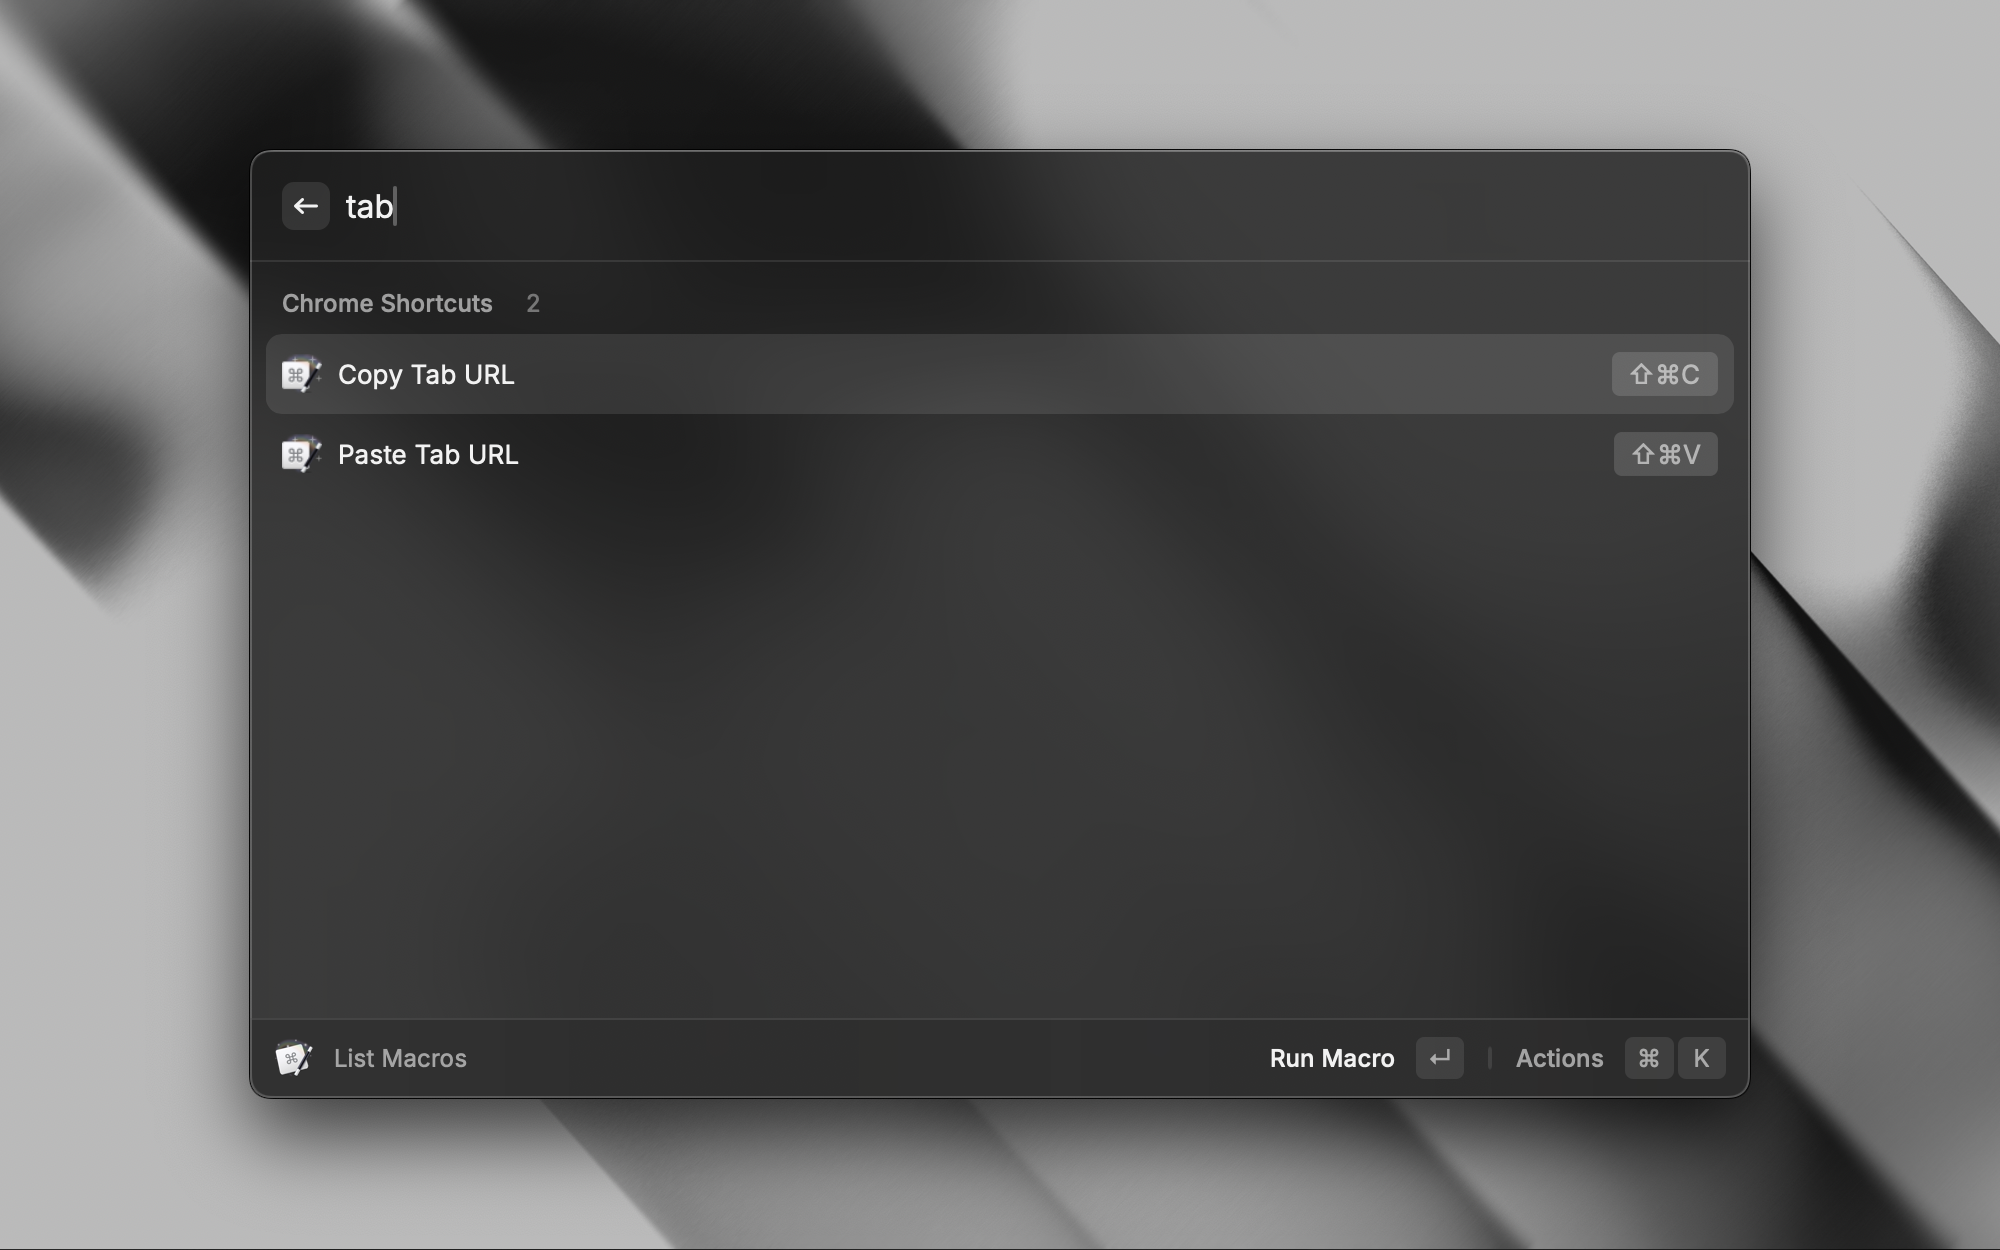 tab
Chrome Shortcuts 2
Copy Tab URL ⇧⌘C
Paste Tab URL ⇧⌘V
List Macros Run Macro ↵ | Actions ⌘ K